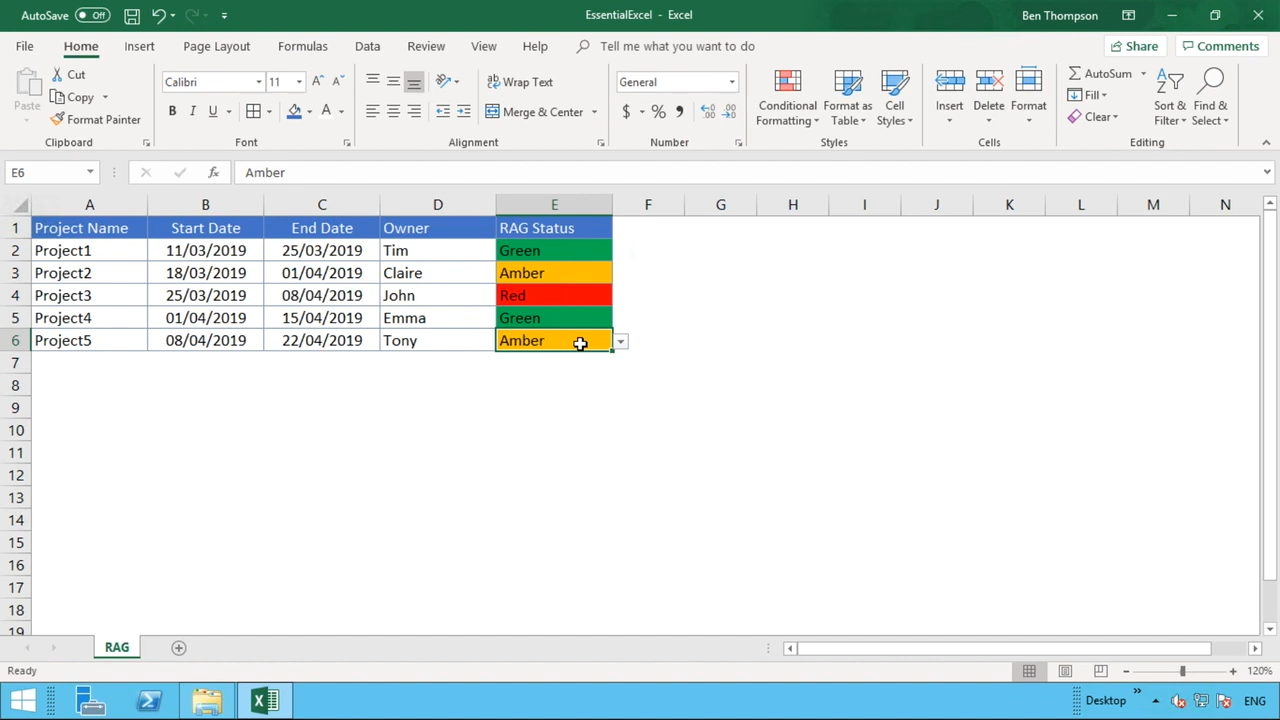 AutoSave Off
EssentialExcel - Excel
Ben Thompson
File Home Insert Page Layout Formulas Data Review View Help Tell me what you want to do Share Comments
Paste
Cut
Copy
Format Painter
Clipboard
Calibri 11
B I U
Font
Wrap Text
Merge & Center
Alignment
General
$ % ,
Number
Conditional Formatting
Format as Table
Cell Styles
Styles
Insert
Delete
Format
Cells
AutoSum
Fill
Clear
Sort & Filter
Find & Select
Editing
E6 fx Amber
A B C D E F G H I J K L M N
1 Project Name Start Date End Date Owner RAG Status
2 Project1 11/03/2019 25/03/2019 Tim Green
3 Project2 18/03/2019 01/04/2019 Claire Amber
4 Project3 25/03/2019 08/04/2019 John Red
5 Project4 01/04/2019 15/04/2019 Emma Green
6 Project5 08/04/2019 22/04/2019 Tony Amber
7
8
9
10
11
12
13
14
15
16
17
18
19
RAG
Ready
120%
Desktop
ENG